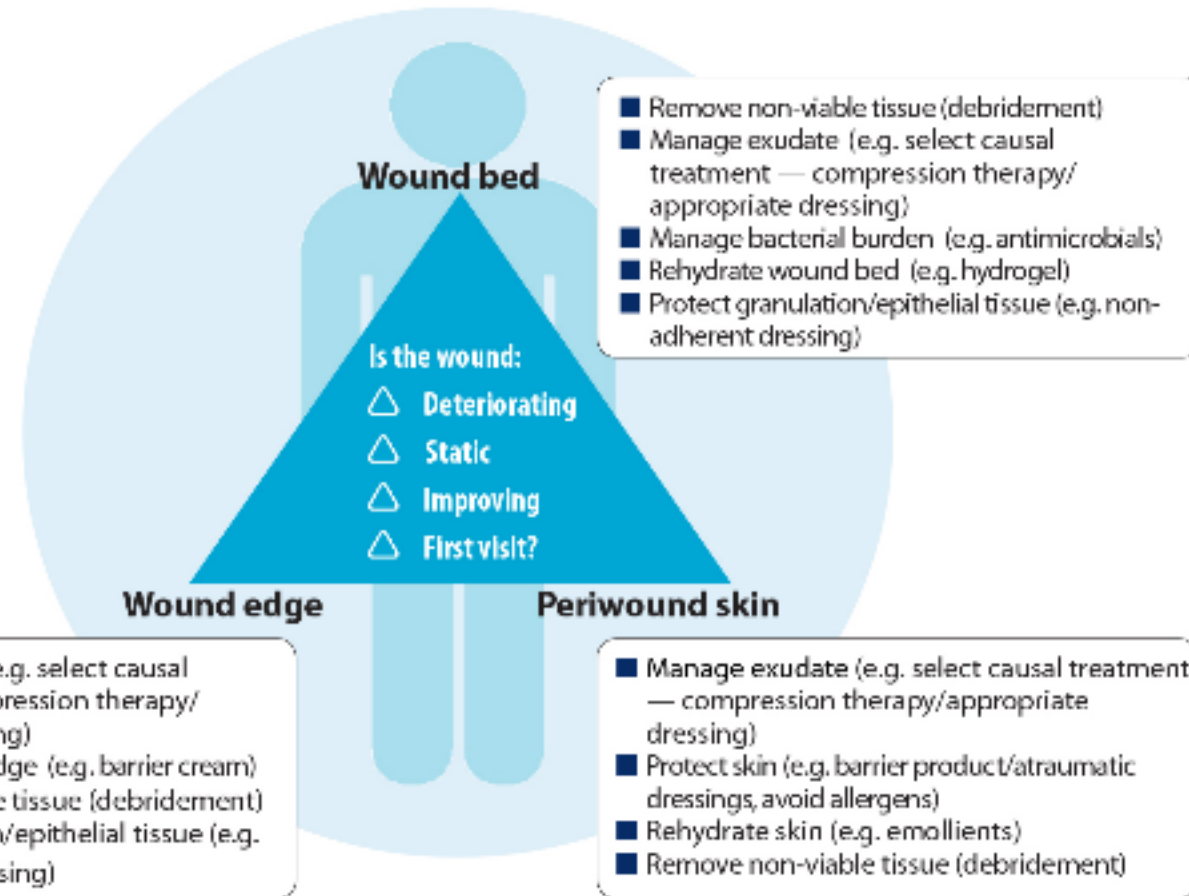 ■ Remove non-viable tissue (debridement)
■ Manage exudate (e.g. select causal
treatment — compression therapy/
appropriate dressing)
■ Manage bacterial burden (e.g. antimicrobials)
■ Rehydrate wound bed (e.g. hydrogel)
■ Protect granulation/epithelial tissue (e.g. non-
adherent dressing)
Wound bed
Is the wound:
△ Deteriorating
△ Static
△ Improving
△ First visit?
Wound edge
Periwound skin
e.g. select causal
therapy/
(e.g. barrier cream)
tissue (debridement)
/epithelial tissue (e.g.
■ Manage exudate (e.g. select causal treatment
— compression therapy/appropriate
dressing)
■ Protect skin (e.g. barrier product/atraumatic
dressings, avoid allergens)
■ Rehydrate skin (e.g. emollients)
■ Remove non-viable tissue (debridement)